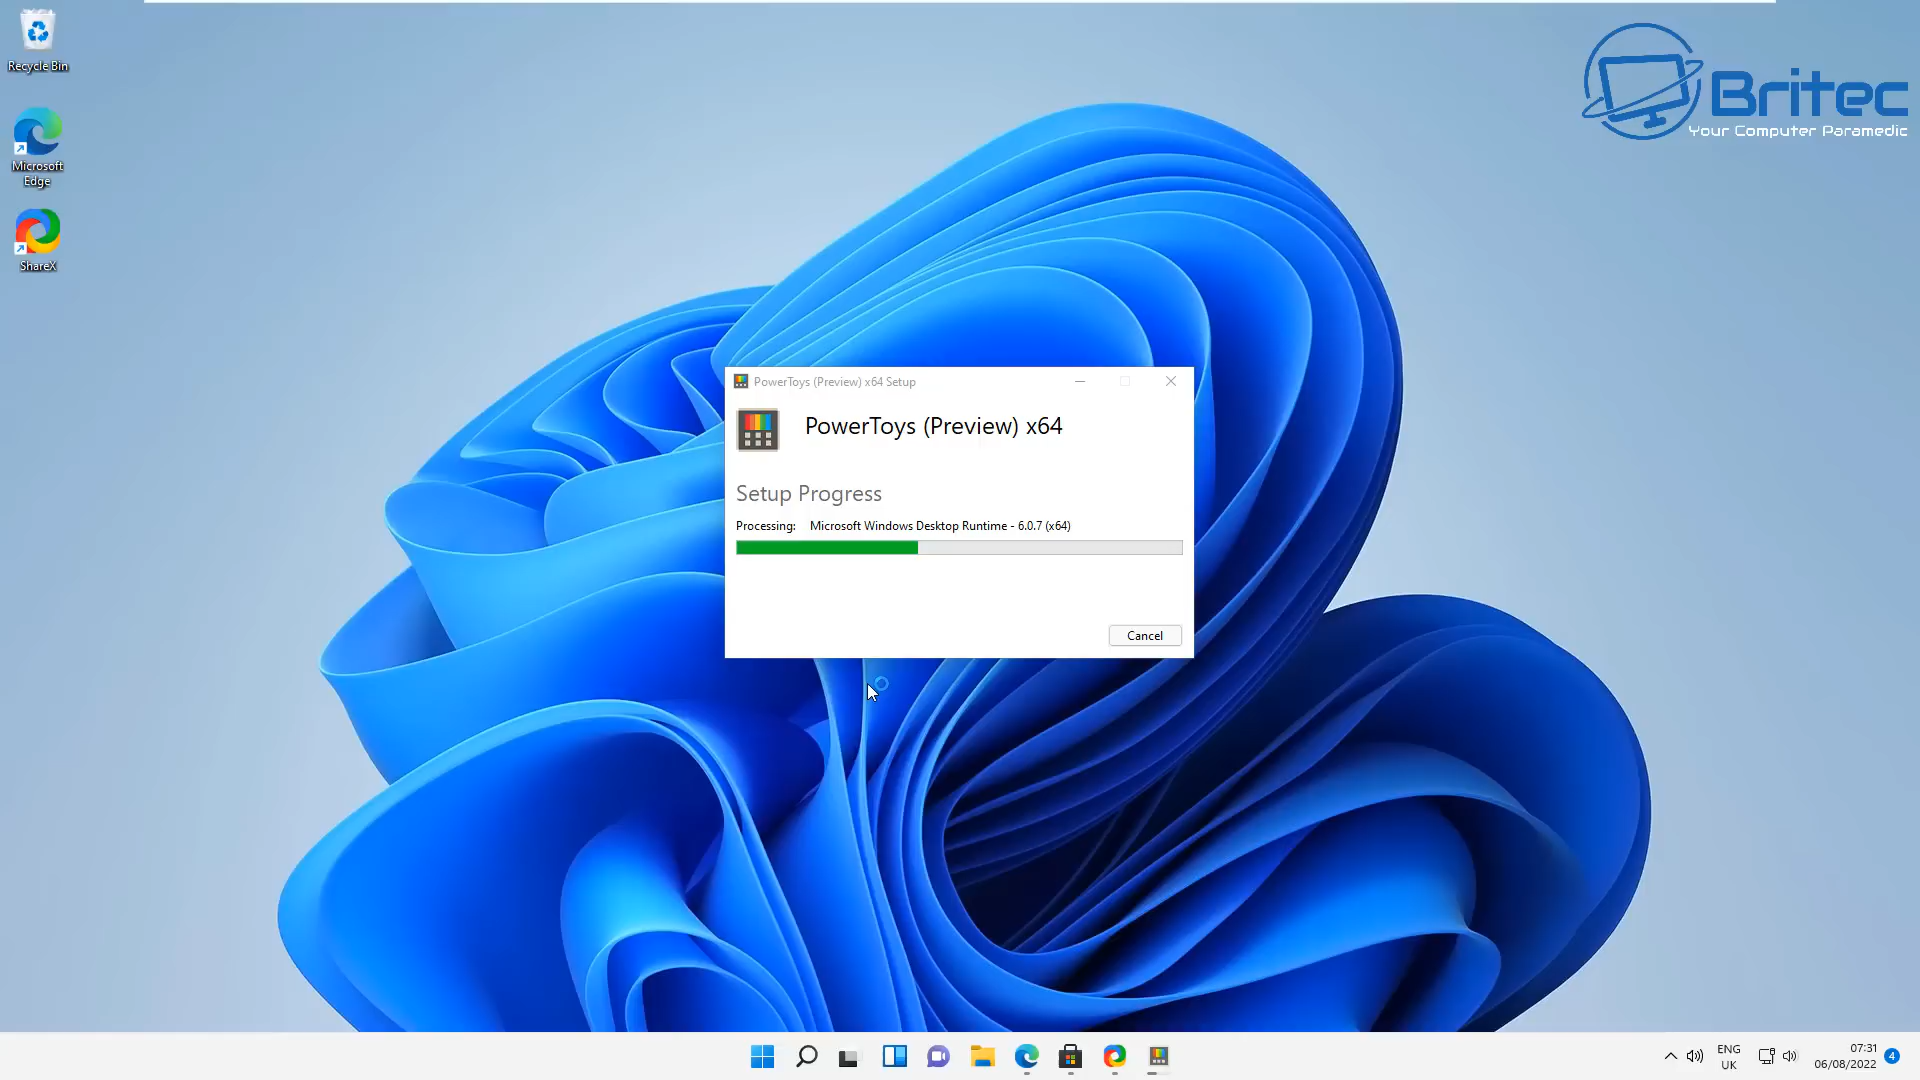 Recycle Bin
Microsoft
Edge
ShareX
Britec
Your Computer Paramedic
PowerToys (Preview) x64 Setup
PowerToys (Preview) x64
Setup Progress
Processing: Microsoft Windows Desktop Runtime - 6.0.7 (x64)
Cancel
ENG
UK
07:31
06/08/2022
4